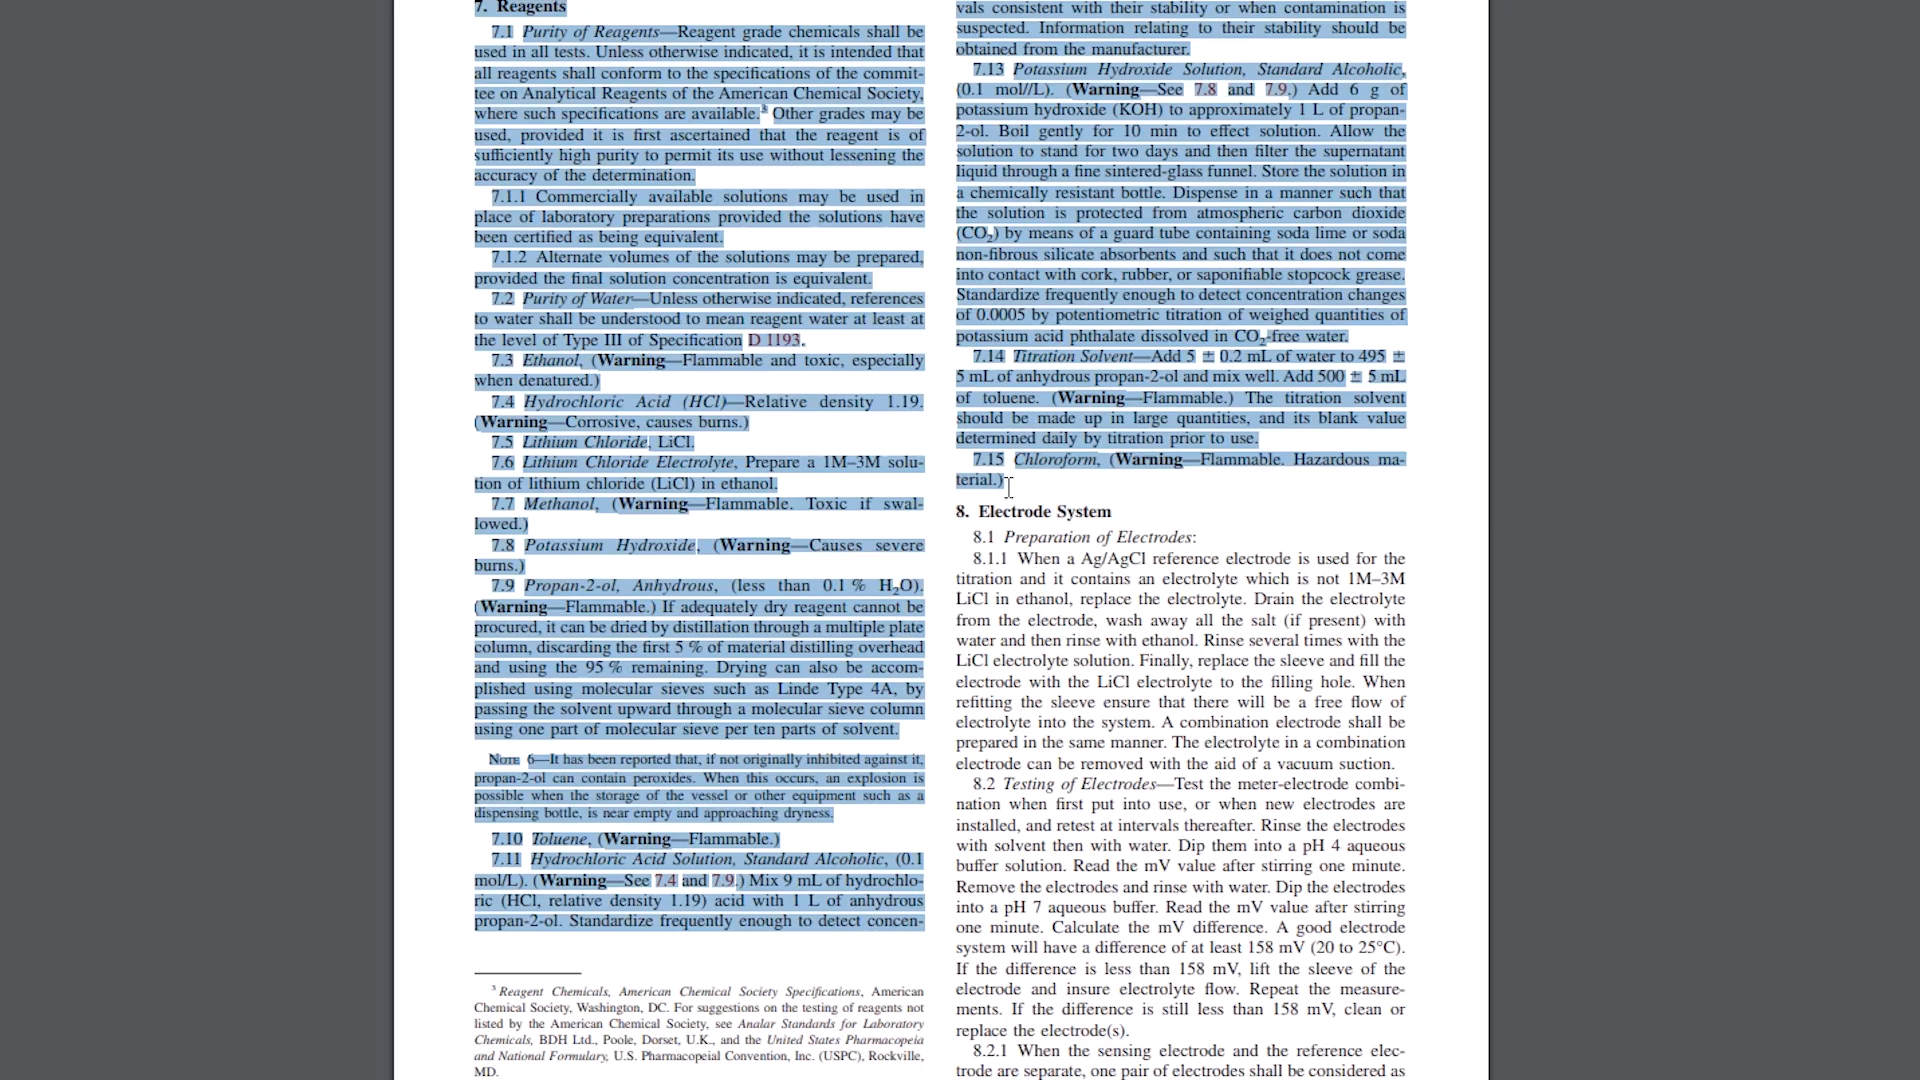 7. Reagents
7.1 Purity of Reagents—Reagent grade chemicals shall be
used in all tests. Unless otherwise indicated, it is intended that
all reagents shall conform to the specifications of the commit-
tee on Analytical Reagents of the American Chemical Society,
where such specifications are available.³ Other grades may be
used, provided it is first ascertained that the reagent is of
sufficiently high purity to permit its use without lessening the
accuracy of the determination.
7.1.1 Commercially available solutions may be used in
place of laboratory preparations provided the solutions have
been certified as being equivalent.
7.1.2 Alternate volumes of the solutions may be prepared,
provided the final solution concentration is equivalent.
7.2 Purity of Water—Unless otherwise indicated, references
to water shall be understood to mean reagent water at least at
the level of Type III of Specification D 1193.
7.3 Ethanol, (Warning—Flammable and toxic, especially
when denatured.)
7.4 Hydrochloric Acid (HCl)—Relative density 1.19.
(Warning—Corrosive, causes burns.)
7.5 Lithium Chloride, LiCl.
7.6 Lithium Chloride Electrolyte, Prepare a 1M–3M solu-
tion of lithium chloride (LiCl) in ethanol.
7.7 Methanol, (Warning—Flammable. Toxic if swal-
lowed.)
7.8 Potassium Hydroxide, (Warning—Causes severe
burns.)
7.9 Propan-2-ol, Anhydrous, (less than 0.1 % H₂O).
(Warning—Flammable.) If adequately dry reagent cannot be
procured, it can be dried by distillation through a multiple plate
column, discarding the first 5 % of material distilling overhead
and using the 95 % remaining. Drying can also be accom-
plished using molecular sieves such as Linde Type 4A, by
passing the solvent upward through a molecular sieve column
using one part of molecular sieve per ten parts of solvent.
NOTE 6—It has been reported that, if not originally inhibited against it,
propan-2-ol can contain peroxides. When this occurs, an explosion is
possible when the storage of the vessel or other equipment such as a
dispensing bottle, is near empty and approaching dryness.
7.10 Toluene, (Warning—Flammable.)
7.11 Hydrochloric Acid Solution, Standard Alcoholic, (0.1
mol/L). (Warning—See 7.4 and 7.9.) Mix 9 mL of hydrochlo-
ric (HCl, relative density 1.19) acid with 1 L of anhydrous
propan-2-ol. Standardize frequently enough to detect concen-
³ Reagent Chemicals, American Chemical Society Specifications, American
Chemical Society, Washington, DC. For suggestions on the testing of reagents not
listed by the American Chemical Society, see Analar Standards for Laboratory
Chemicals, BDH Ltd., Poole, Dorset, U.K., and the United States Pharmacopeia
and National Formulary, U.S. Pharmacopeial Convention, Inc. (USPC), Rockville,
MD.
vals consistent with their stability or when contamination is
suspected. Information relating to their stability should be
obtained from the manufacturer.
7.13 Potassium Hydroxide Solution, Standard Alcoholic,
(0.1 mol//L). (Warning—See 7.8 and 7.9.) Add 6 g of
potassium hydroxide (KOH) to approximately 1 L of propan-
2-ol. Boil gently for 10 min to effect solution. Allow the
solution to stand for two days and then filter the supernatant
liquid through a fine sintered-glass funnel. Store the solution in
a chemically resistant bottle. Dispense in a manner such that
the solution is protected from atmospheric carbon dioxide
(CO₂) by means of a guard tube containing soda lime or soda
non-fibrous silicate absorbents and such that it does not come
into contact with cork, rubber, or saponifiable stopcock grease.
Standardize frequently enough to detect concentration changes
of 0.0005 by potentiometric titration of weighed quantities of
potassium acid phthalate dissolved in CO₂-free water.
7.14 Titration Solvent—Add 5 ± 0.2 mL of water to 495 ±
5 mL of anhydrous propan-2-ol and mix well. Add 500 ± 5 mL
of toluene. (Warning—Flammable.) The titration solvent
should be made up in large quantities, and its blank value
determined daily by titration prior to use.
7.15 Chloroform, (Warning—Flammable. Hazardous ma-
terial.)
8. Electrode System
8.1 Preparation of Electrodes:
8.1.1 When a Ag/AgCl reference electrode is used for the
titration and it contains an electrolyte which is not 1M–3M
LiCl in ethanol, replace the electrolyte. Drain the electrolyte
from the electrode, wash away all the salt (if present) with
water and then rinse with ethanol. Rinse several times with the
LiCl electrolyte solution. Finally, replace the sleeve and fill the
electrode with the LiCl electrolyte to the filling hole. When
refitting the sleeve ensure that there will be a free flow of
electrolyte into the system. A combination electrode shall be
prepared in the same manner. The electrolyte in a combination
electrode can be removed with the aid of a vacuum suction.
8.2 Testing of Electrodes—Test the meter-electrode combi-
nation when first put into use, or when new electrodes are
installed, and retest at intervals thereafter. Rinse the electrodes
with solvent then with water. Dip them into a pH 4 aqueous
buffer solution. Read the mV value after stirring one minute.
Remove the electrodes and rinse with water. Dip the electrodes
into a pH 7 aqueous buffer. Read the mV value after stirring
one minute. Calculate the mV difference. A good electrode
system will have a difference of at least 158 mV (20 to 25°C).
If the difference is less than 158 mV, lift the sleeve of the
electrode and insure electrolyte flow. Repeat the measure-
ments. If the difference is still less than 158 mV, clean or
replace the electrode(s).
8.2.1 When the sensing electrode and the reference elec-
trode are separate, one pair of electrodes shall be considered as